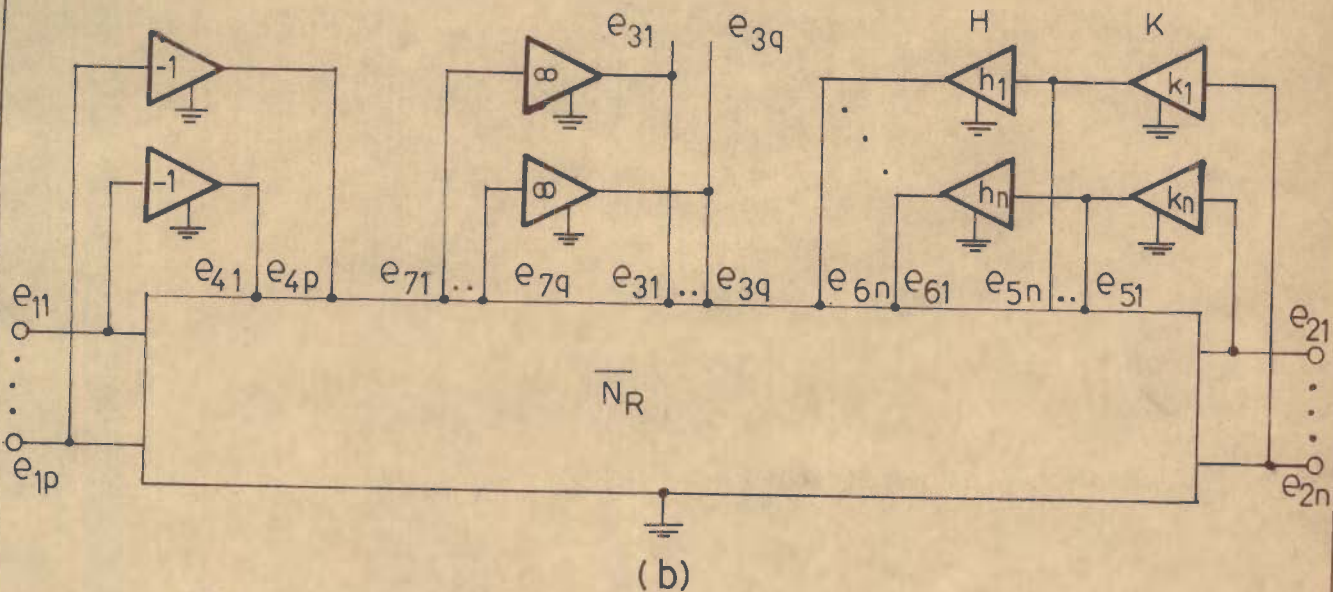 e31 e3q H K
-1 ∞ h1 k1
-1 ∞ hn kn
e41 e4p e71 .. e7q e31 .. e3q e6n e61 e5n .. e51
e11 e21
N̅R
e1p e2n
(b)